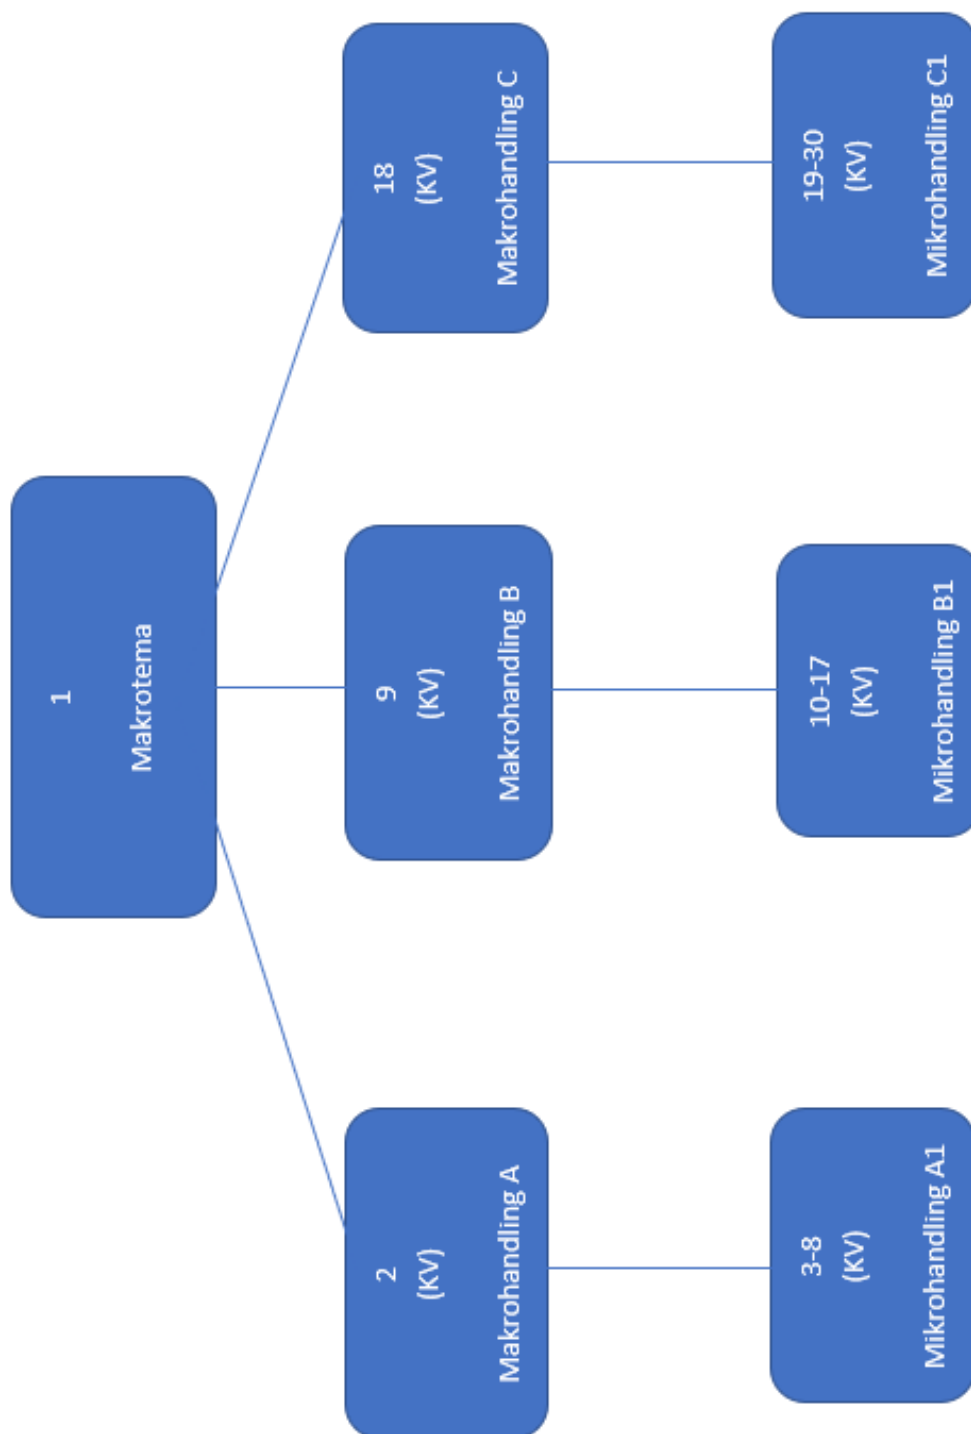 1
Makrotema
2
(KV)
Makrohandling A
9
(KV)
Makrohandling B
18
(KV)
Makrohandling C
3-8
(KV)
Mikrohandling A1
10-17
(KV)
Mikrohandling B1
19-30
(KV)
Mikrohandling C1